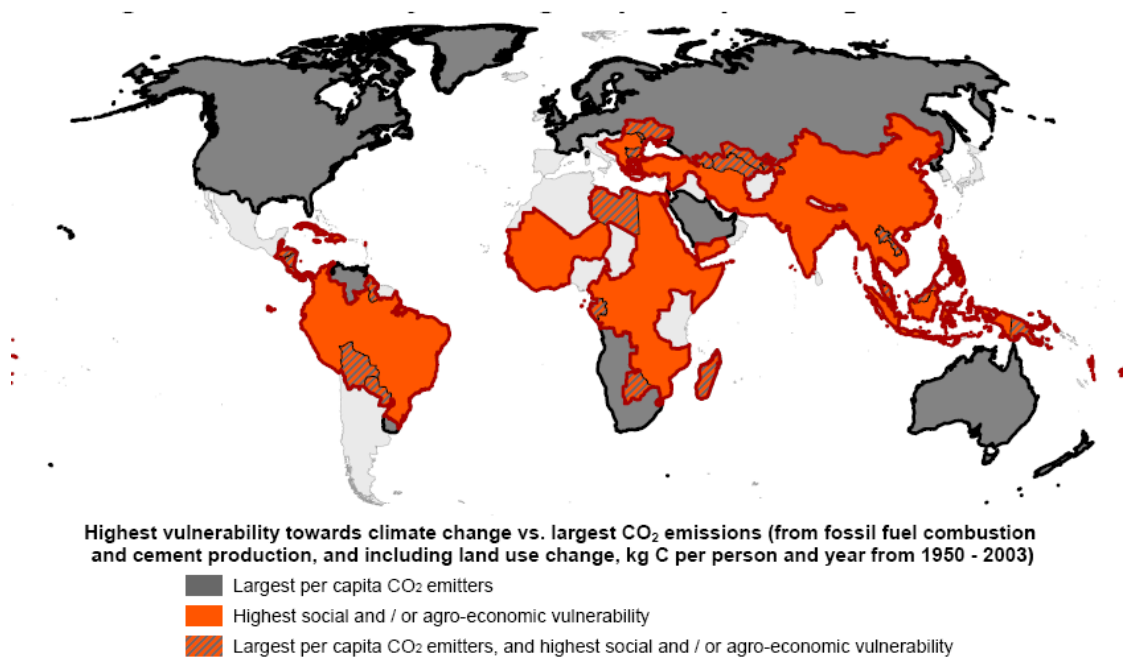 Highest vulnerability towards climate change vs. largest CO₂ emissions (from fossil fuel combustion
and cement production, and including land use change, kg C per person and year from 1950 - 2003)
Largest per capita CO₂ emitters
Highest social and / or agro-economic vulnerability
Largest per capita CO₂ emitters, and highest social and / or agro-economic vulnerability